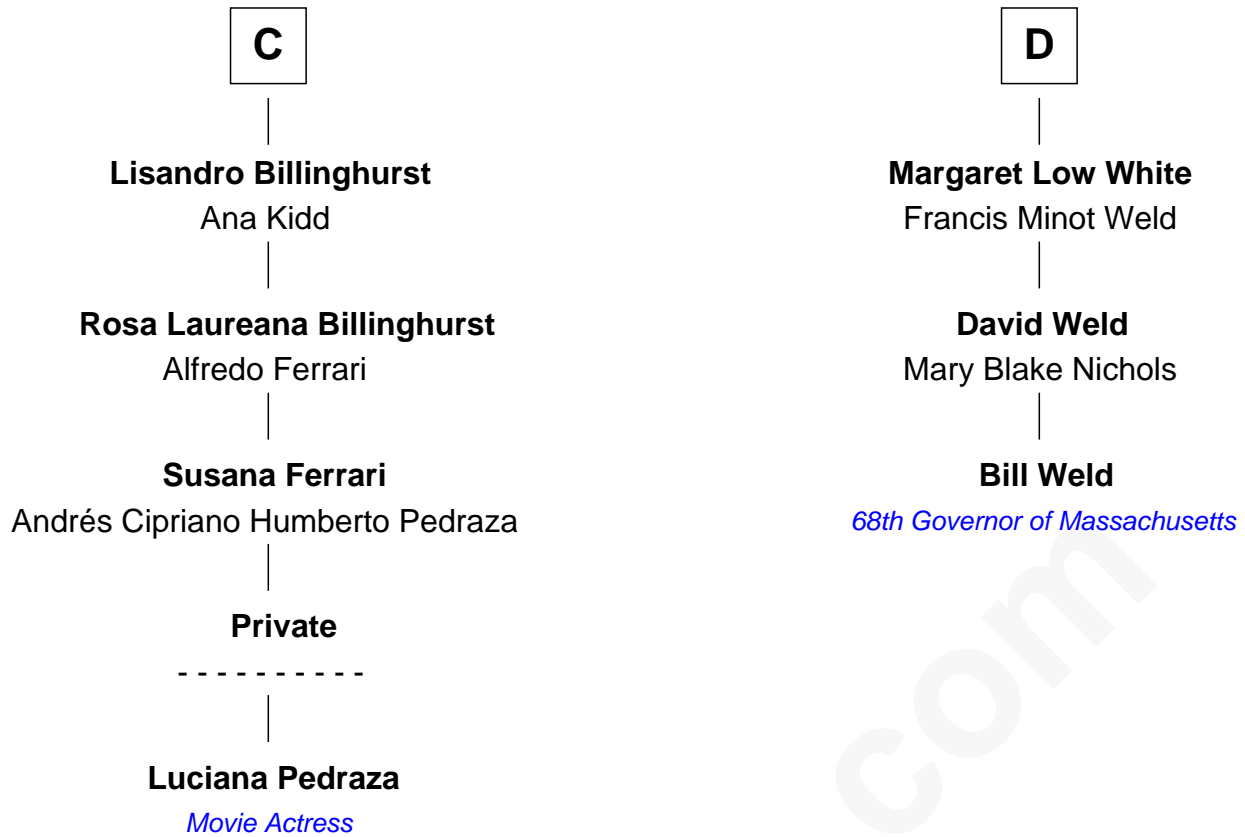 C
Lisandro Billinghurst
Ana Kidd
Rosa Laureana Billinghurst
Alfredo Ferrari
Susana Ferrari
Andrés Cipriano Humberto Pedraza
Private
- - - - - - - - - -
Luciana Pedraza
Movie Actress
D
Margaret Low White
Francis Minot Weld
David Weld
Mary Blake Nichols
Bill Weld
68th Governor of Massachusetts
com